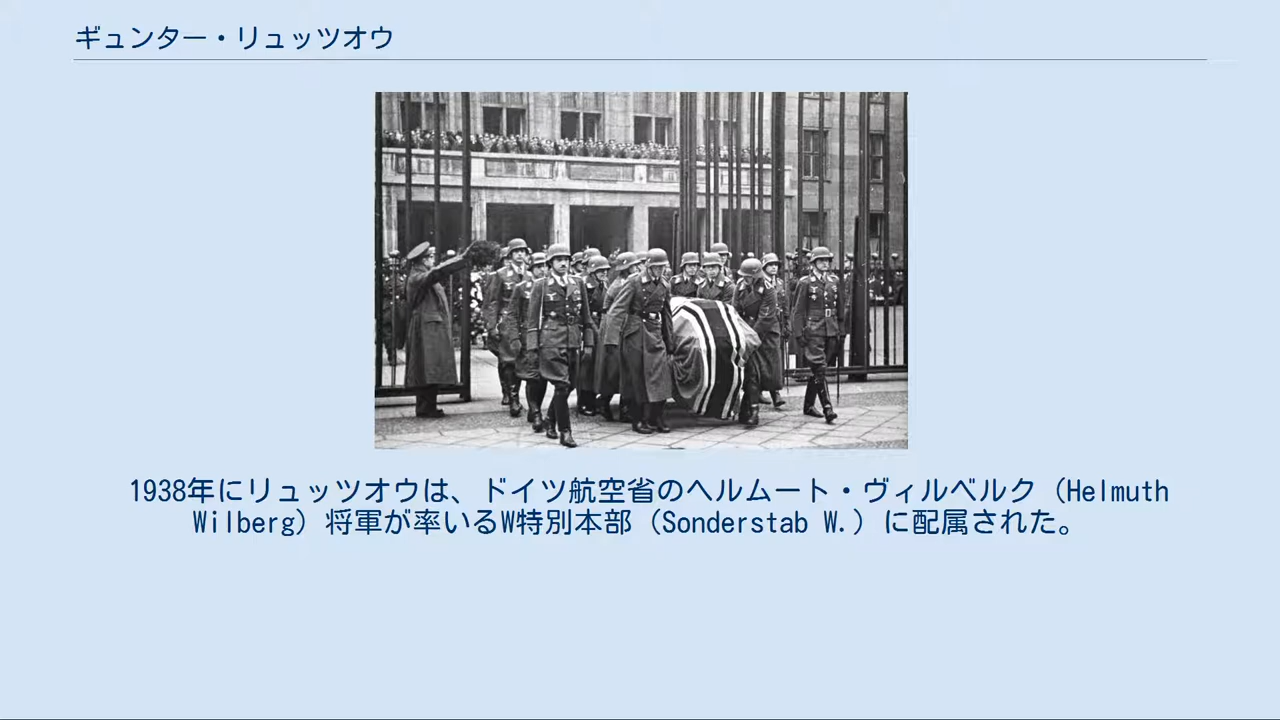 ギュンター・リュッツオウ
1938年にリュッツオウは、ドイツ航空省のヘルムート・ヴィルベルク（Helmuth
Wilberg）将軍が率いるW特別本部（Sonderstab W.）に配属された。